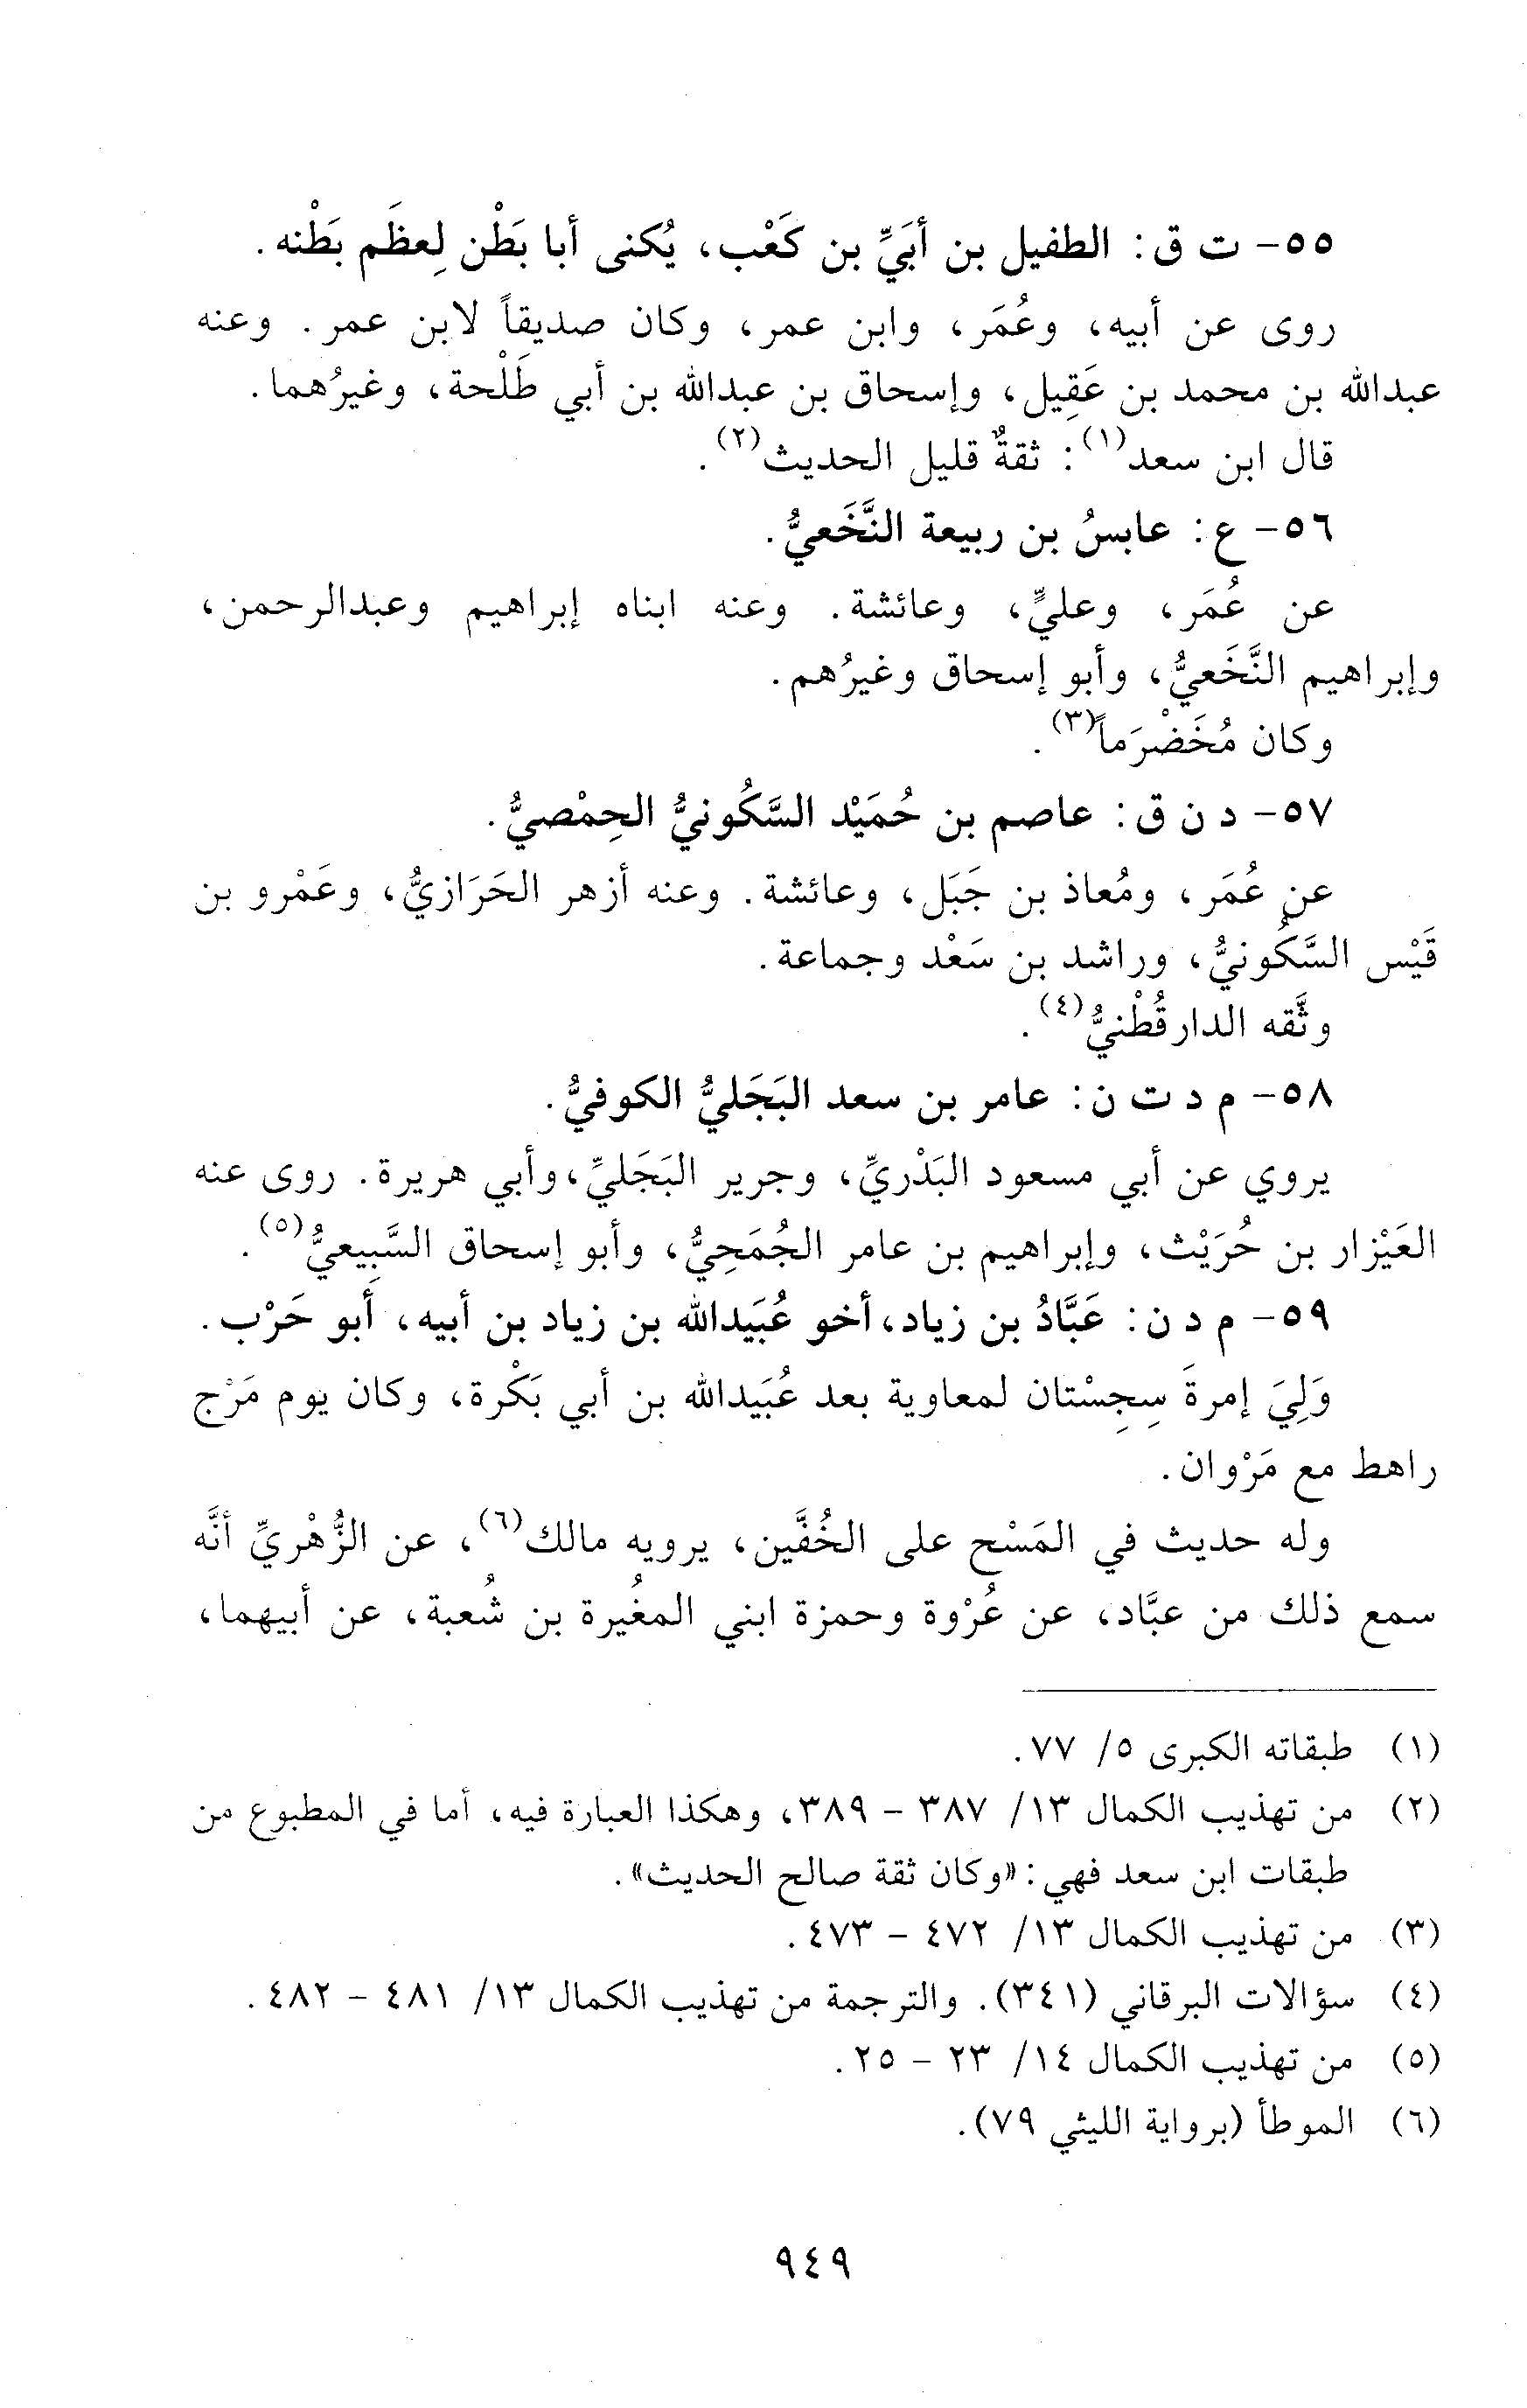 ٥٥- ت ق: الطفيل بن أُبَيِّ بن كَعْب، يُكنى أبا بَطْن لِعظَم بَطْنه.
روى عن أبيه، وعُمَر، وابن عمر، وكان صديقاً لابن عمر. وعنه
عبدالله بن محمد بن عَقِيل، وإسحاق بن عبدالله بن أبي طَلْحة، وغيرُهما.
قال ابن سعد(١): ثقةٌ قليل الحديث(٢).
٥٦- ع: عابسُ بن ربيعة النَّخَعيُّ.
عن عُمَر، وعليٍّ، وعائشة. وعنه ابناه إبراهيم وعبدالرحمن،
وإبراهيم النَّخَعيُّ، وأبو إسحاق وغيرُهم.
وكان مُخَضْرَماً(٣).
٥٧- د ن ق: عاصم بن حُمَيْد السَّكُونيُّ الحِمْصيُّ.
عن عُمَر، ومُعاذ بن جَبَل، وعائشة. وعنه أزهر الحَرَازيُّ، وعَمْرو بن
قَيْس السَّكُونيُّ، وراشد بن سَعْد وجماعة.
وثَّقه الدارقُطْنيُّ(٤).
٥٨- م د ت ن: عامر بن سعد البَجَليُّ الكوفيُّ.
يروي عن أبي مسعود البَدْريِّ، وجرير البَجَليِّ، وأبي هريرة. روى عنه
العَيْزار بن حُرَيْث، وإبراهيم بن عامر الجُمَحِيُّ، وأبو إسحاق السَّبِيعيُّ(٥).
٥٩- م د ن: عَبَّادُ بن زياد، أخو عُبَيدالله بن زياد بن أبيه، أبو حَرْب.
وَلِيَ إمرةَ سِجِسْتان لمعاوية بعد عُبَيدالله بن أبي بَكْرة، وكان يوم مَرْج
راهط مع مَرْوان.
وله حديث في المَسْح على الخُفَّين، يرويه مالك(٦)، عن الزُّهْريِّ أنَّه
سمع ذلك من عبَّاد، عن عُرْوة وحمزة ابني المغُيرة بن شُعبة، عن أبيهما،
(١) طبقاته الكبرى ٥/ ٧٧.
(٢) من تهذيب الكمال ١٣/ ٣٨٧ - ٣٨٩، وهكذا العبارة فيه، أما في المطبوع من
طبقات ابن سعد فهي: «وكان ثقة صالح الحديث».
(٣) من تهذيب الكمال ١٣/ ٤٧٢ - ٤٧٣.
(٤) سؤالات البرقاني (٣٤١). والترجمة من تهذيب الكمال ١٣/ ٤٨١ - ٤٨٢.
(٥) من تهذيب الكمال ١٤/ ٢٣ - ٢٥.
(٦) الموطأ (برواية الليثي ٧٩).
٩٤٩